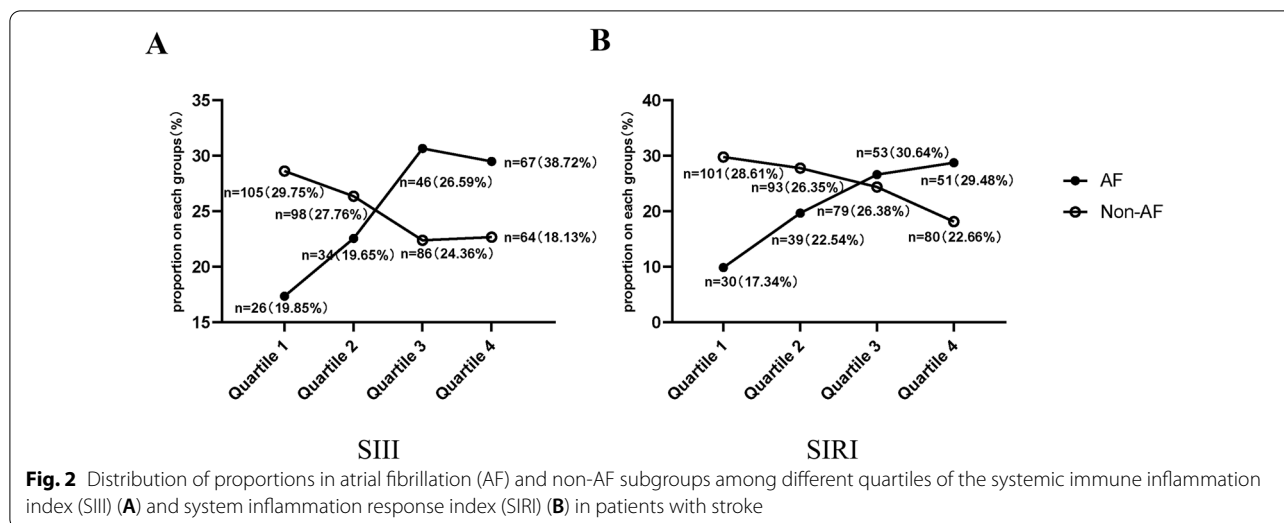 A
proportion on each groups(%)
35
30
25
20
15
n=105(29.75%)
n=98(27.76%)
n=34(19.65%)
n=26(19.85%)
n=46(26.59%)
n=86(24.36%)
n=67(38.72%)
n=64(18.13%)
Quartile 1
Quartile 2
Quartile 3
Quartile 4
SIII
B
proportion on each groups(%)
40
30
20
10
0
n=101(28.61%)
n=93(26.35%)
n=79(26.38%)
n=39(22.54%)
n=30(17.34%)
n=53(30.64%)
n=51(29.48%)
n=80(22.66%)
Quartile 1
Quartile 2
Quartile 3
Quartile 4
SIRI
AF
Non-AF
Fig. 2 Distribution of proportions in atrial fibrillation (AF) and non-AF subgroups among different quartiles of the systemic immune inflammation
index (SIII) (A) and system inflammation response index (SIRI) (B) in patients with stroke